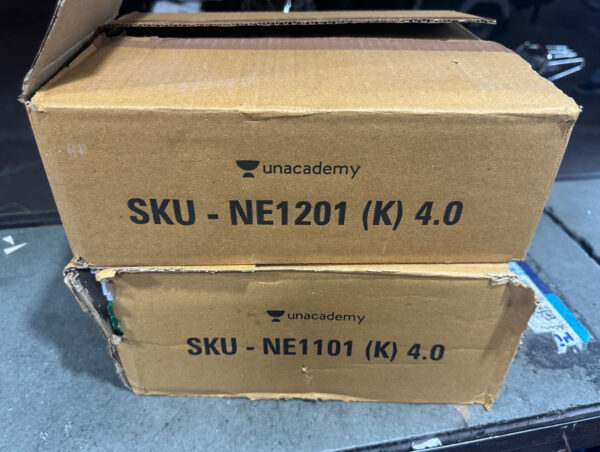 unacademy
SKU - NE1201 (K) 4.0
unacademy
SKU - NE1101 (K) 4.0